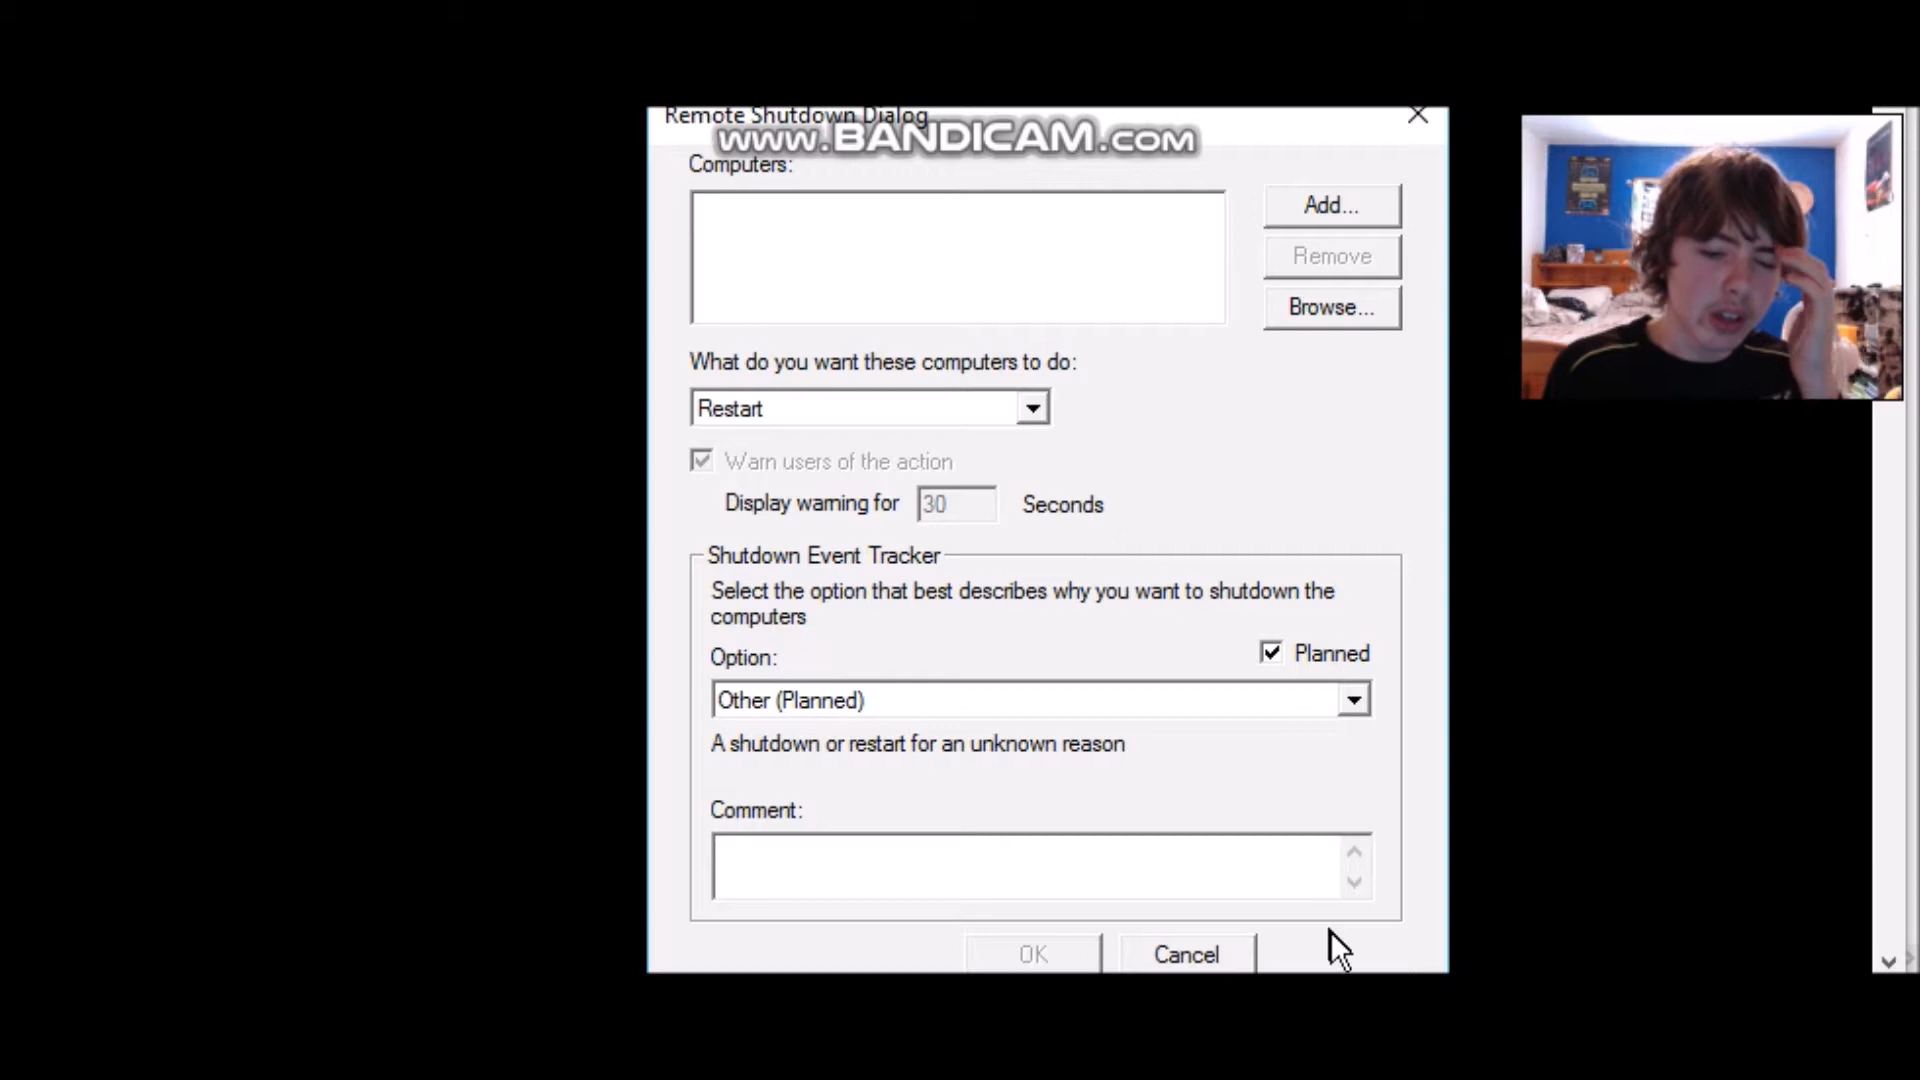 Remote Shutdown Dialog
www.BANDICAM.com
Computers:
Add...
Remove
Browse...
What do you want these computers to do:
Restart
Warn users of the action
Display warning for 30 Seconds
Shutdown Event Tracker
Select the option that best describes why you want to shutdown the
computers
Option:
Planned
Other (Planned)
A shutdown or restart for an unknown reason
Comment:
OK
Cancel